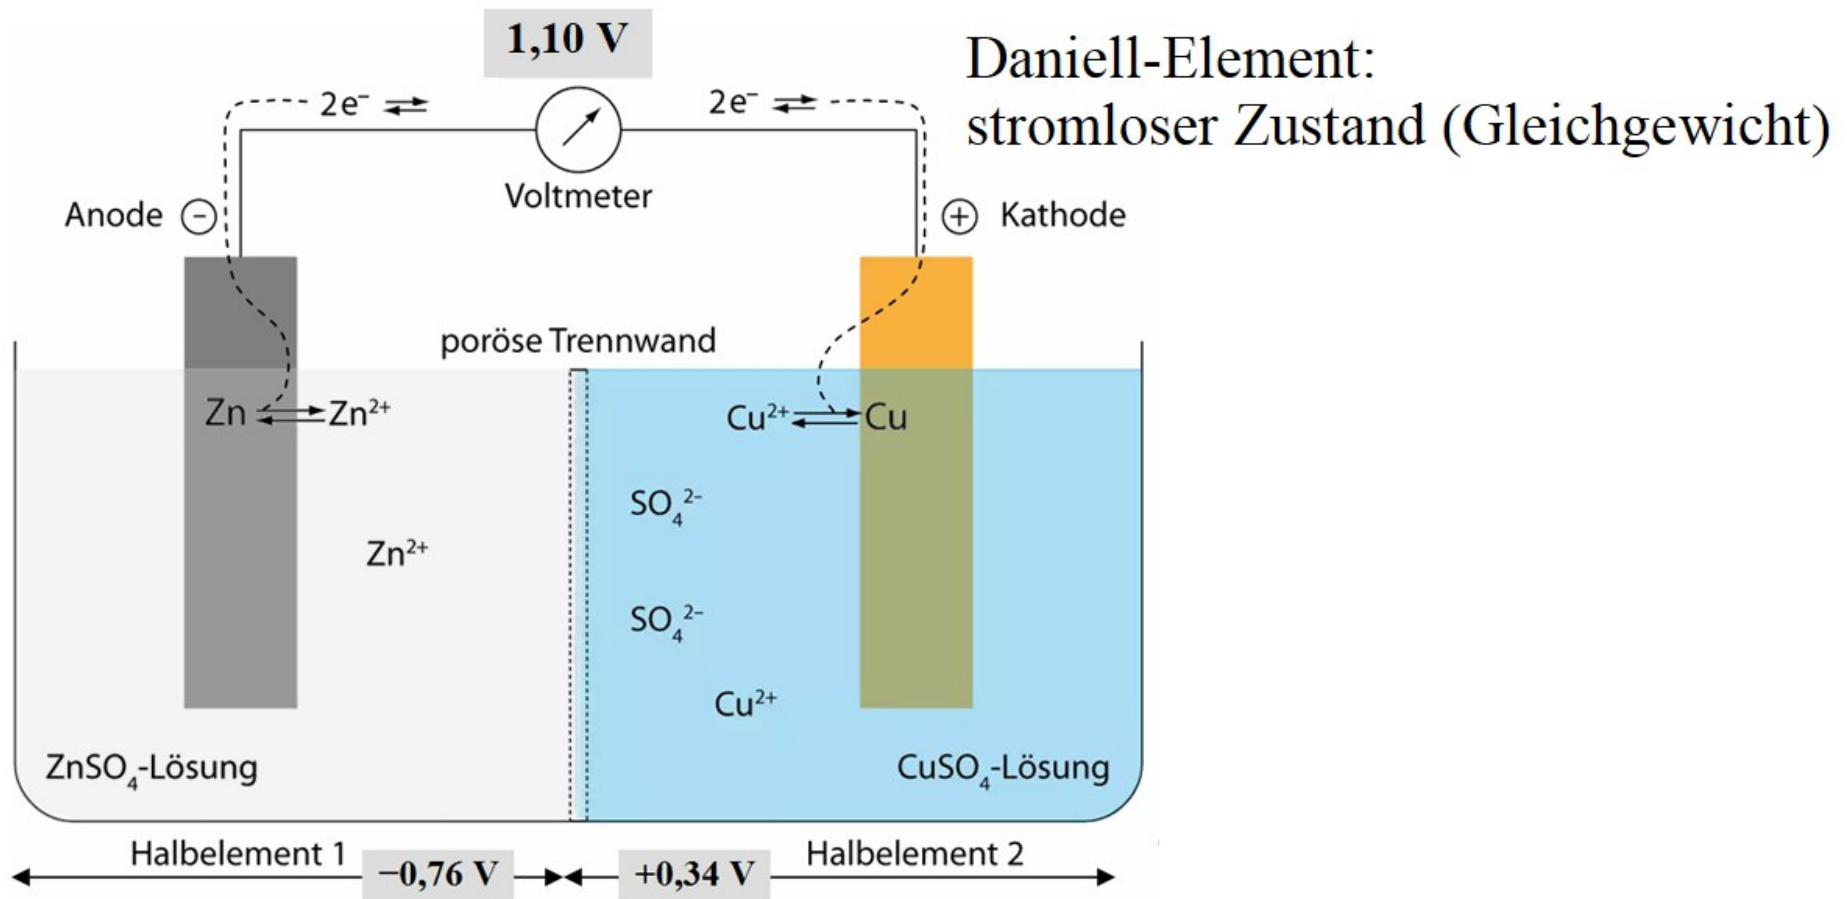 1,10 V
Daniell-Element:
stromloser Zustand (Gleichgewicht)
2e⁻ ⇌
2e⁻ ⇌
Voltmeter
Anode ⊖
⊕ Kathode
poröse Trennwand
Zn ⇌ Zn²⁺
Cu²⁺ ⇌ Cu
SO₄²⁻
Zn²⁺
SO₄²⁻
Cu²⁺
ZnSO₄-Lösung
CuSO₄-Lösung
Halbelement 1
Halbelement 2
−0,76 V
+0,34 V